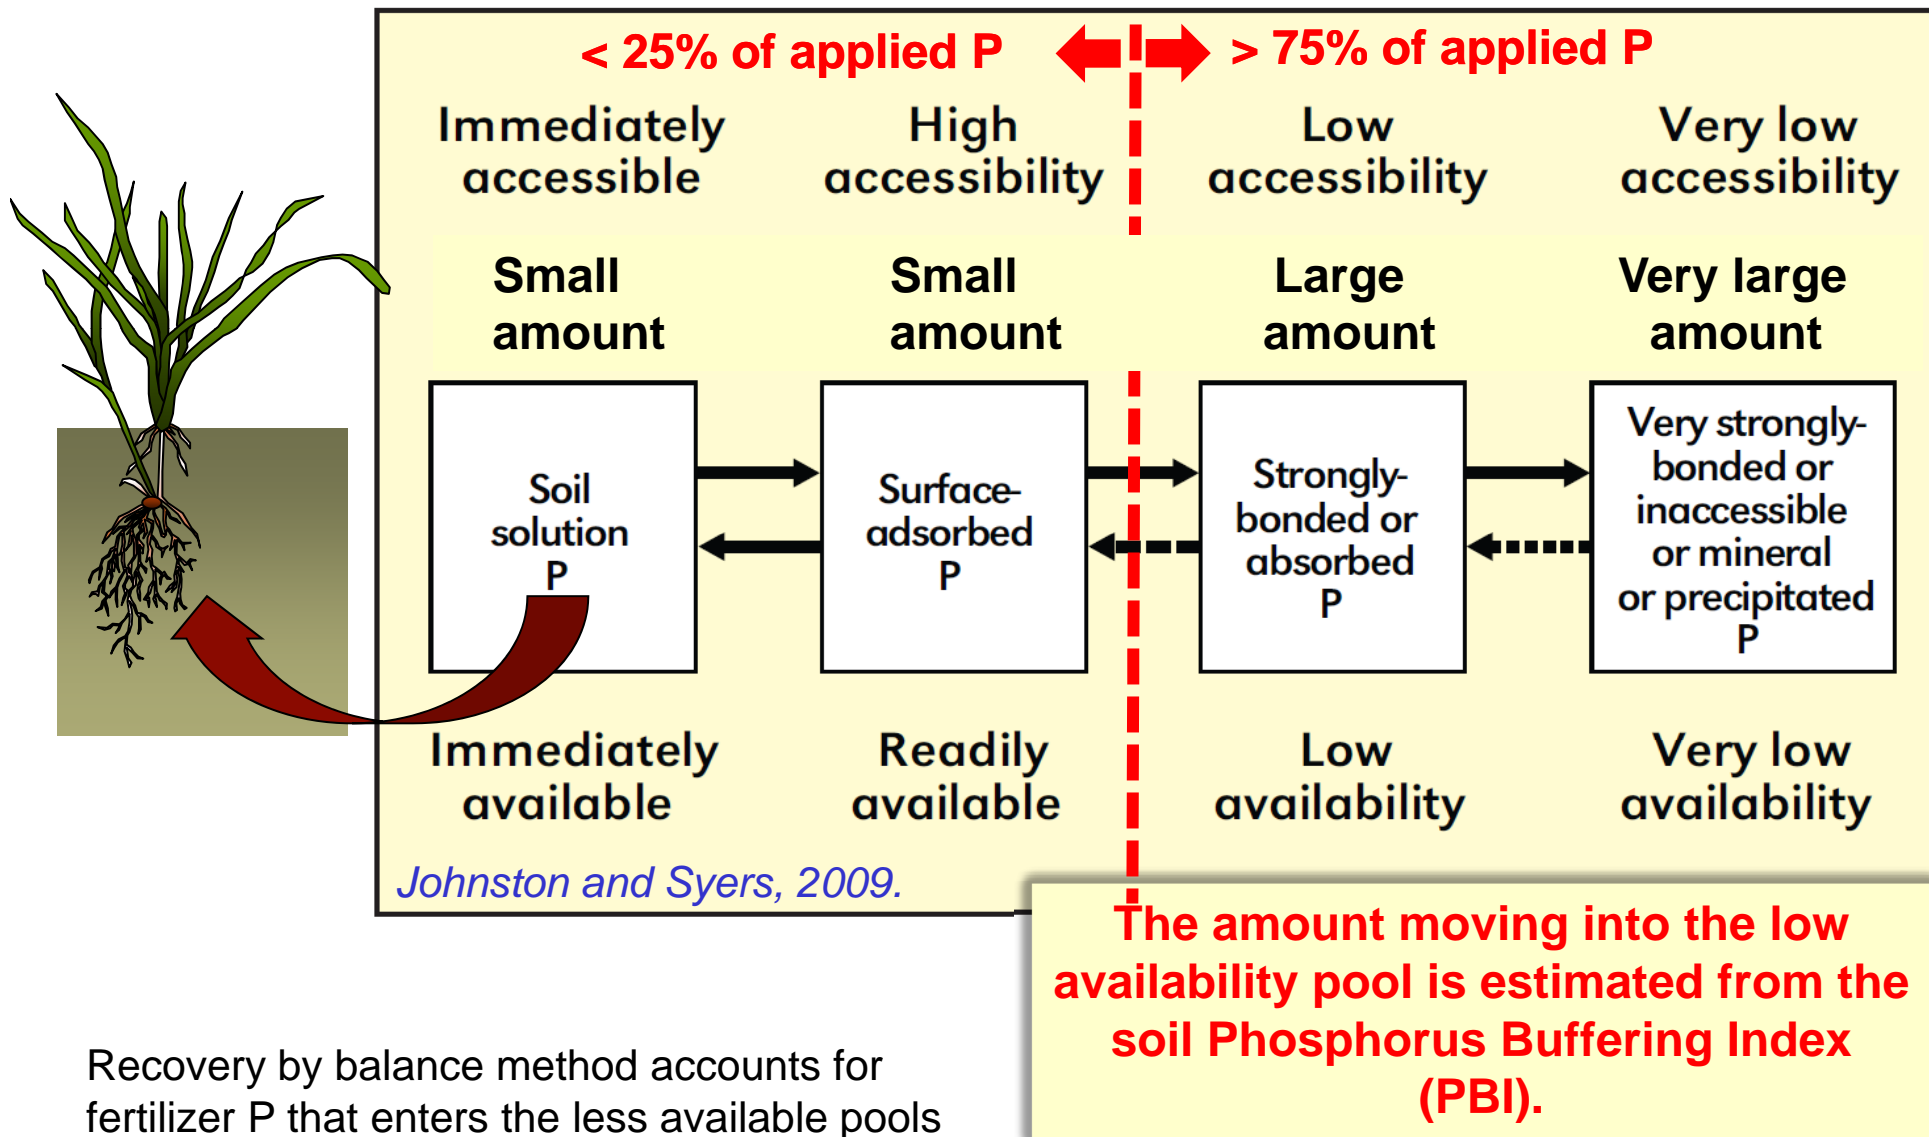 < 25% of applied P
> 75% of applied P
Immediately
accessible
High
accessibility
Low
accessibility
Very low
accessibility
Small
amount
Small
amount
Large
amount
Very large
amount
Soil
solution
P
Surface-
adsorbed
P
Strongly-
bonded or
absorbed
P
Very strongly-
bonded or
inaccessible
or mineral
or precipitated
P
Immediately
available
Readily
available
Low
availability
Very low
availability
Johnston and Syers, 2009.
The amount moving into the low
availability pool is estimated from the
soil Phosphorus Buffering Index
(PBI).
Recovery by balance method accounts for
fertilizer P that enters the less available pools